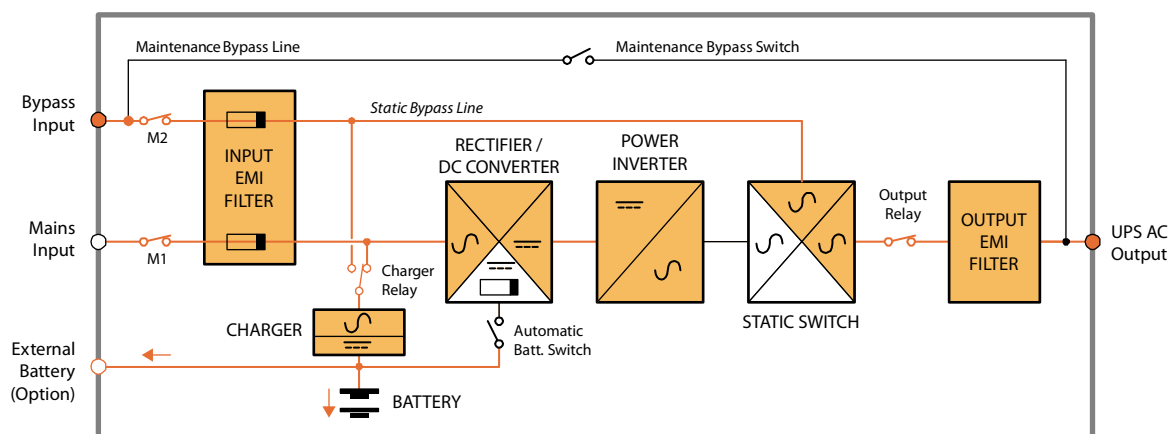 Maintenance Bypass Line
Maintenance Bypass Switch
Bypass
Input
M2
Static Bypass Line
INPUT
EMI
FILTER
RECTIFIER /
DC CONVERTER
POWER
INVERTER
Mains
Input
M1
Charger
Relay
Output
Relay
OUTPUT
EMI
FILTER
UPS AC
Output
STATIC SWITCH
CHARGER
Automatic
Batt. Switch
External
Battery
(Option)
BATTERY